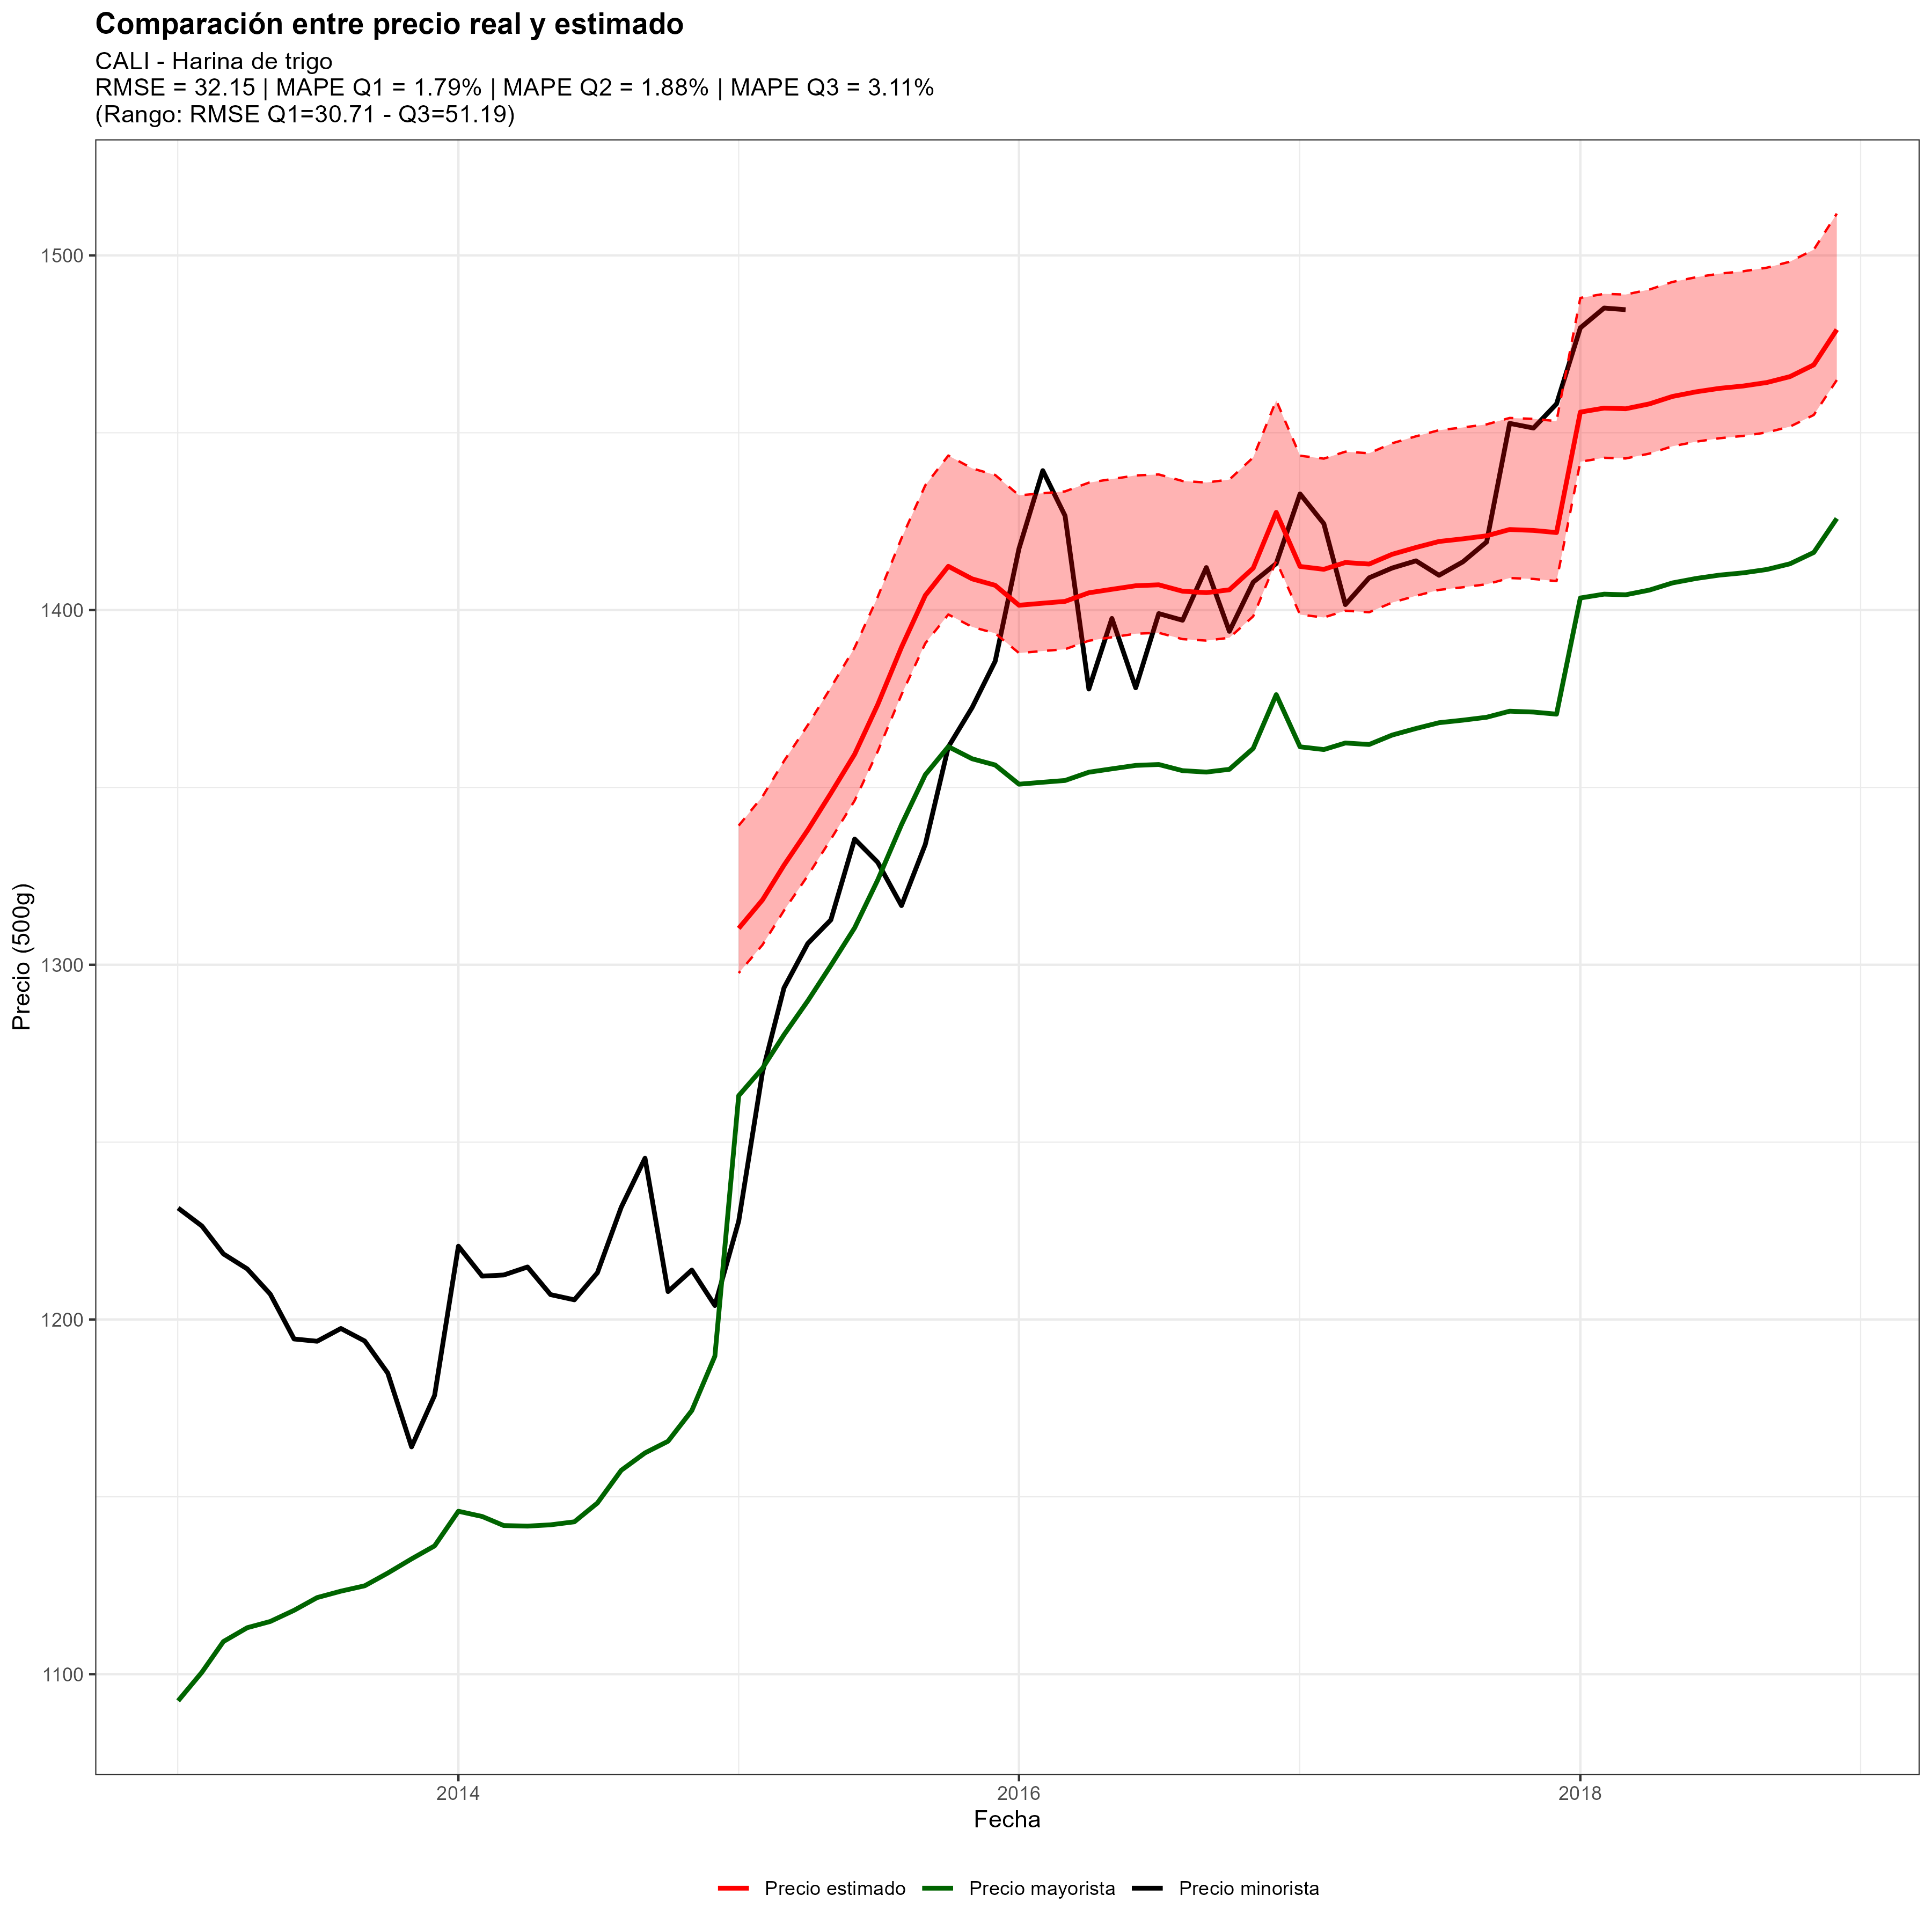 Comparación entre precio real y estimado
CALI - Harina de trigo
RMSE = 32.15 | MAPE Q1 = 1.79% | MAPE Q2 = 1.88% | MAPE Q3 = 3.11%
(Rango: RMSE Q1=30.71 - Q3=51.19)
Precio (500g)
1500
1400
1300
1200
1100
2014
2016
2018
Fecha
Precio estimado
Precio mayorista
Precio minorista